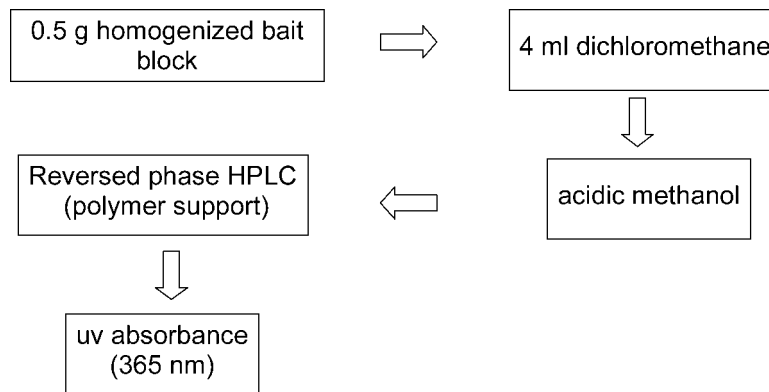 0.5 g homogenized bait
block
4 ml dichloromethane
acidic methanol
Reversed phase HPLC
(polymer support)
uv absorbance
(365 nm)